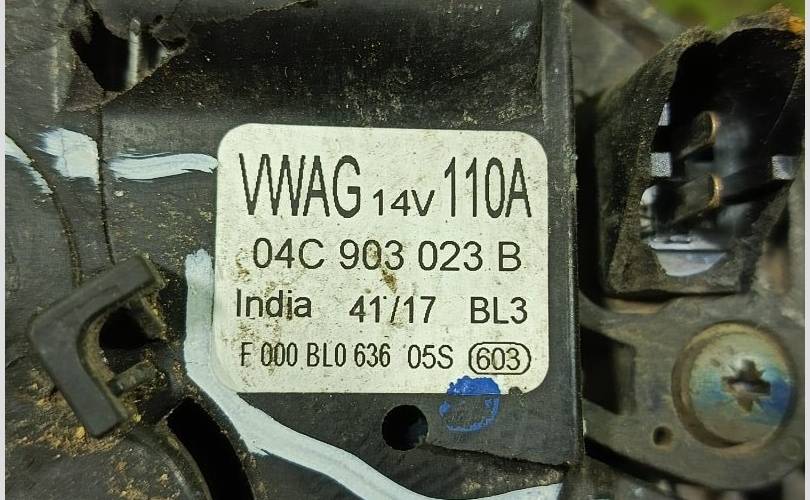 VWAG 14V 110A
04C 903 023 B
India 41/17 BL3
F 000 BL0 636 05S 603